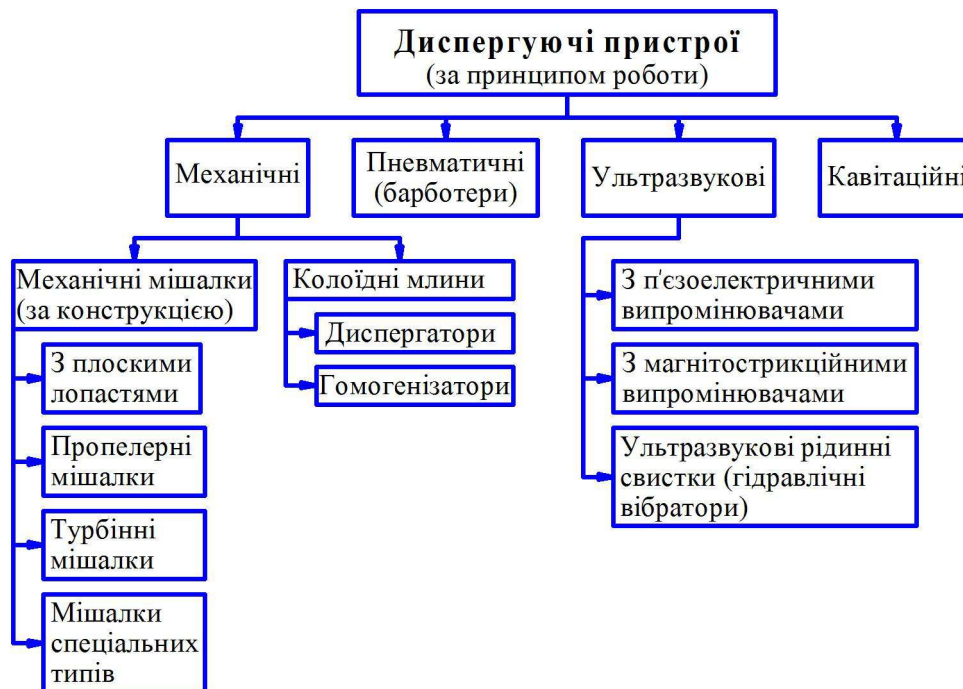 Диспергуючі пристрої
(за принципом роботи)
Механічні
Пневматичні
(барботери)
Ультразвукові
Кавітаційні
Механічні мішалки
(за конструкцією)
З плоскими
лопастями
Пропелерні
мішалки
Турбінні
мішалки
Мішалки
спеціальних
типів
Колоїдні млини
Диспергатори
Гомогенізатори
З п'єзоелектричними
випромінювачами
З магнітострикційними
випромінювачами
Ультразвукові рідинні
свистки (гідравлічні
вібратори)